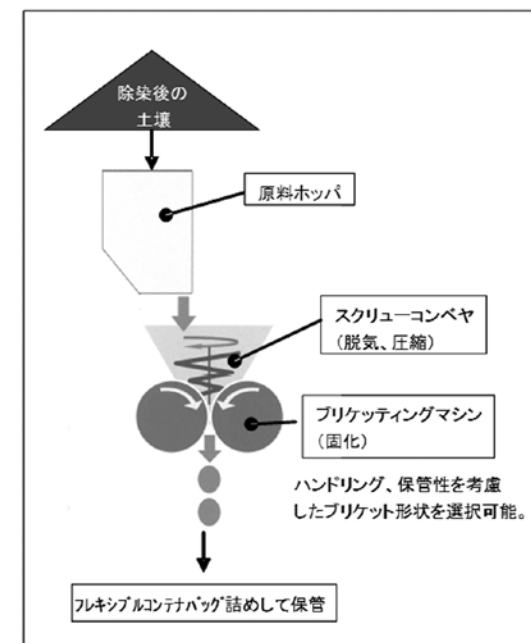 除染後の
土壌
原料ホッパ
スクリューコンベヤ
(脱気、圧縮)
ブリケッティングマシン
(固化)
ハンドリング、保管性を考慮
したブリケット形状を選択可能。
フレキシブルコンテナバッグ詰めして保管